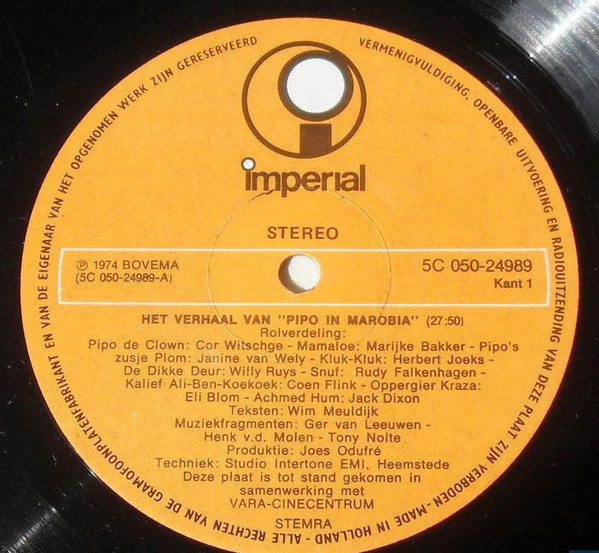 ALLE RECHTEN VAN DE GRAMOFOONPLATENFABRIKANT EN VAN DE EIGENAAR VAN HET OPGENOMEN WERK ZIJN GERESERVEERD
VERMENIGVULDIGING, OPENBARE UITVOERING EN RADIOUITZENDING VAN DEZE PLAAT ZIJN VERBODEN - MADE IN HOLLAND -
imperial
STEREO
℗ 1974 BOVEMA
(5C 050-24989-A)
5C 050-24989
Kant 1
HET VERHAAL VAN "PIPO IN MAROBIA" (27:50)
Rolverdeling:
Pipo de Clown: Cor Witschge - Mamaloe: Marijke Bakker - Pipo's
zusje Plom: Janine van Wely - Kluk-Kluk: Herbert Joeks -
De Dikke Deur: Willy Ruys - Snuf: Rudy Falkenhagen -
Kalief Ali-Ben-Koekoek: Coen Flink - Oppergier Kraza:
Eli Blom - Achmed Hum: Jack Dixon
Teksten: Wim Meuldijk
Muziekfragmenten: Ger van Leeuwen -
Henk v.d. Molen - Tony Nolte
Produktie: Joes Odufré
Techniek: Studio Intertone EMI, Heemstede
Deze plaat is tot stand gekomen in
samenwerking met
VARA-CINECENTRUM
STEMRA